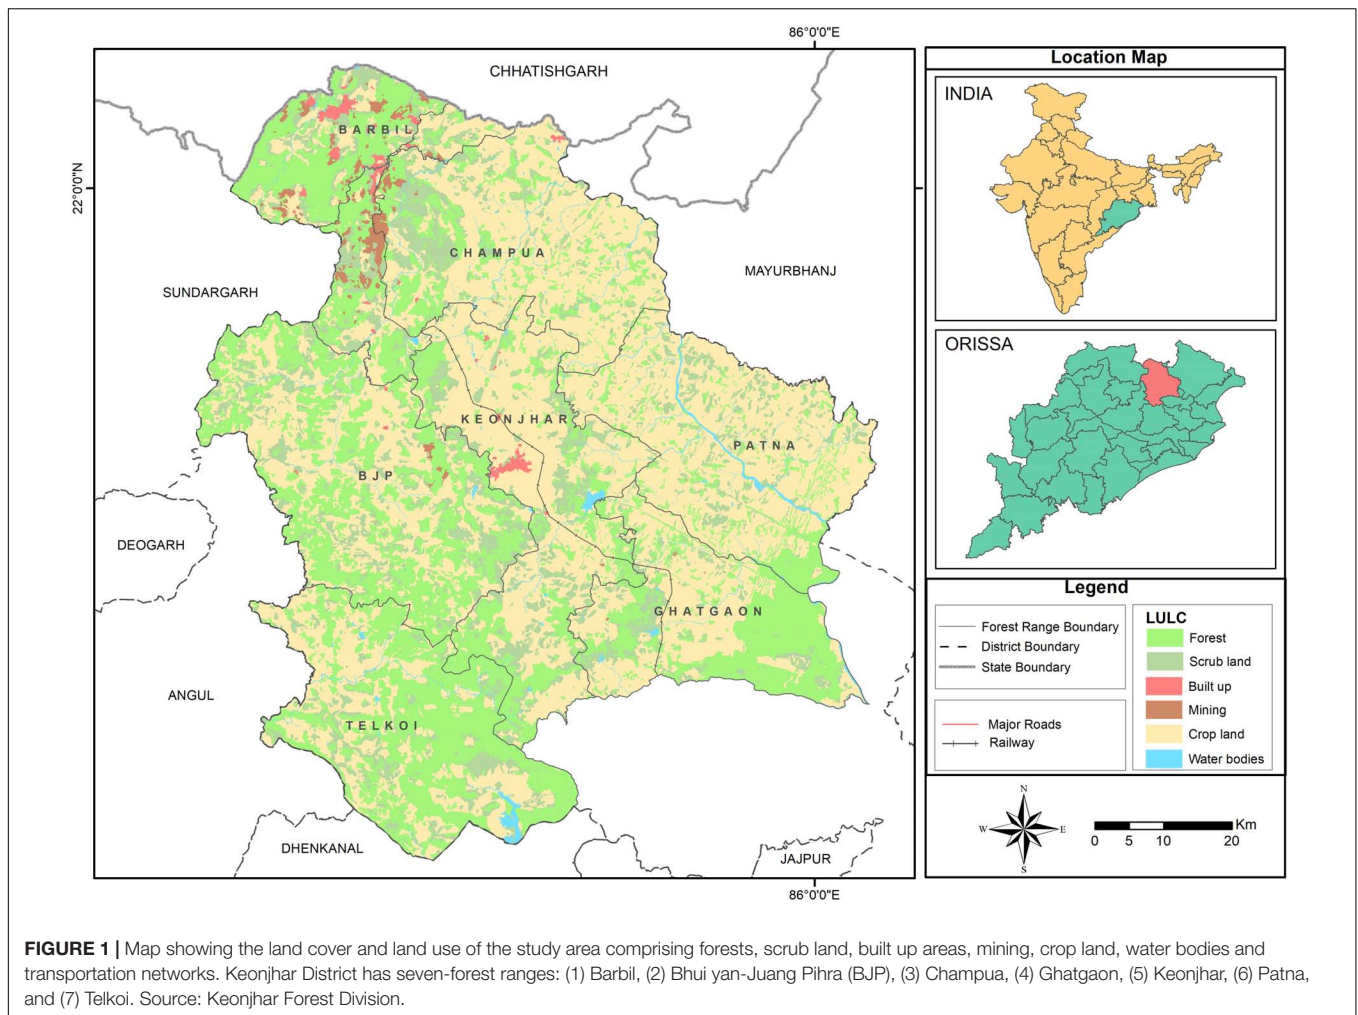 86°0'0"E
22°0'0"N
CHHATISHGARH
BARBIL
CHAMPUA
MAYURBHANJ
SUNDARGARH
KEONJHAR
PATNA
BJP
DEOGARH
GHATGAON
ANGUL
TELKOI
DHENKANAL
JAJPUR
86°0'0"E
Location Map
INDIA
ORISSA
Legend
Forest Range Boundary
District Boundary
State Boundary
Major Roads
Railway
LULC
Forest
Scrub land
Built up
Mining
Crop land
Water bodies
N
W E
S
Km
0 5 10 20
FIGURE 1 | Map showing the land cover and land use of the study area comprising forests, scrub land, built up areas, mining, crop land, water bodies and
transportation networks. Keonjhar District has seven-forest ranges: (1) Barbil, (2) Bhui yan-Juang Pihra (BJP), (3) Champua, (4) Ghatgaon, (5) Keonjhar, (6) Patna,
and (7) Telkoi. Source: Keonjhar Forest Division.